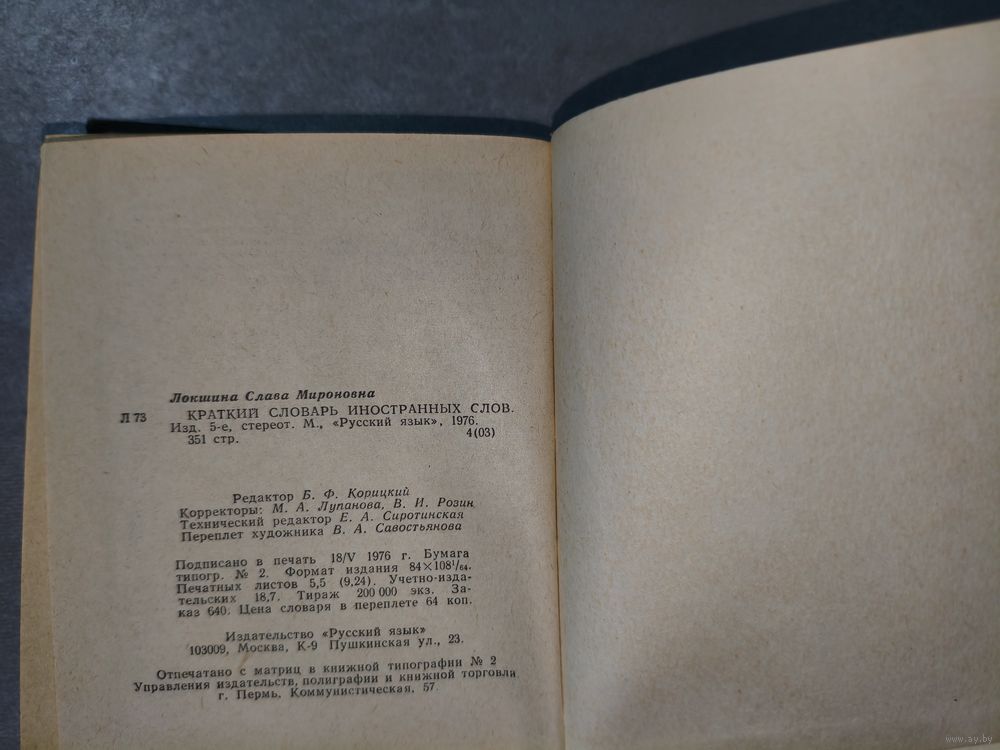 Локшина Слава Мироновна
Л 73 КРАТКИЙ СЛОВАРЬ ИНОСТРАННЫХ СЛОВ.
Изд. 5-е, стереот. М., «Русский язык», 1976.
351 стр. 4(03)
Редактор Б. Ф. Корицкий
Корректоры: М. А. Лупанова, В. И. Розин
Технический редактор Е. А. Сиротинская
Переплет художника В. А. Савостьянова
Подписано в печать 18/V 1976 г. Бумага
типогр. № 2. Формат издания 84×108¹/₆₄.
Печатных листов 5,5 (9,24). Учетно-изда-
тельских 18,7. Тираж 200 000 экз. За-
каз 640. Цена словаря в переплете 64 коп.
Издательство «Русский язык»
103009, Москва, К-9 Пушкинская ул., 23.
Отпечатано с матриц в книжной типографии № 2
Управления издательств, полиграфии и книжной торговли
г. Пермь, Коммунистическая, 57
www.ay.by